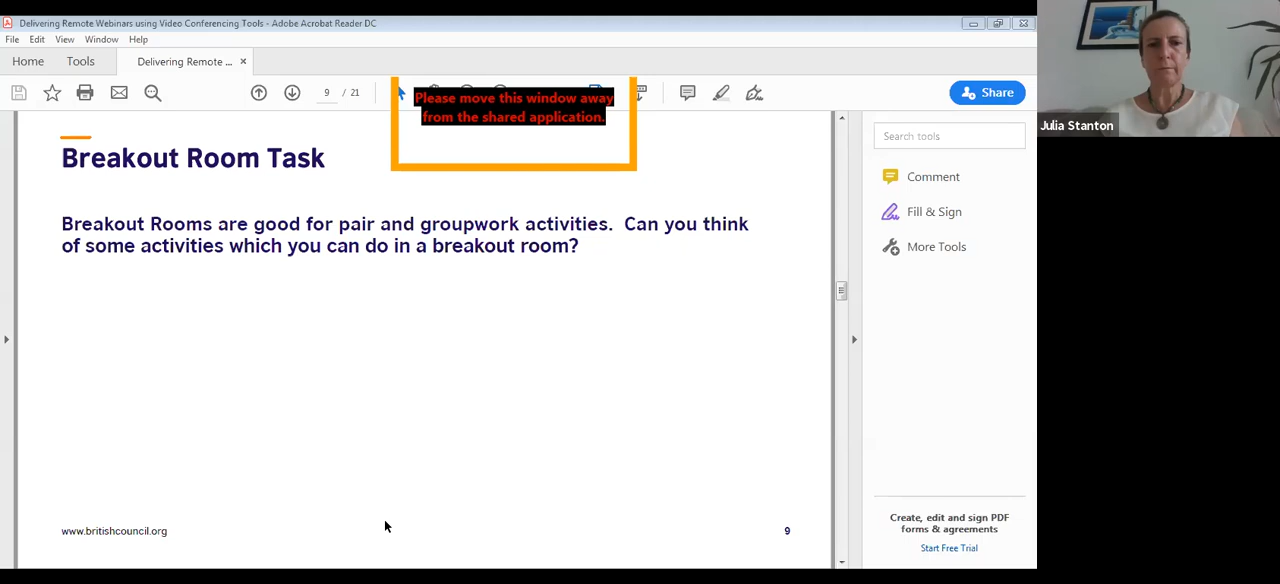 Delivering Remote Webinars using Video Conferencing Tools - Adobe Acrobat Reader DC
File Edit View Window Help
Home Tools Delivering Remote ... ×
9 / 21
Please move this window away
from the shared application.
Share
Julia Stanton
Search tools
Breakout Room Task
Comment
Fill & Sign
More Tools
Breakout Rooms are good for pair and groupwork activities. Can you think
of some activities which you can do in a breakout room?
www.britishcouncil.org
9
Create, edit and sign PDF
forms & agreements
Start Free Trial